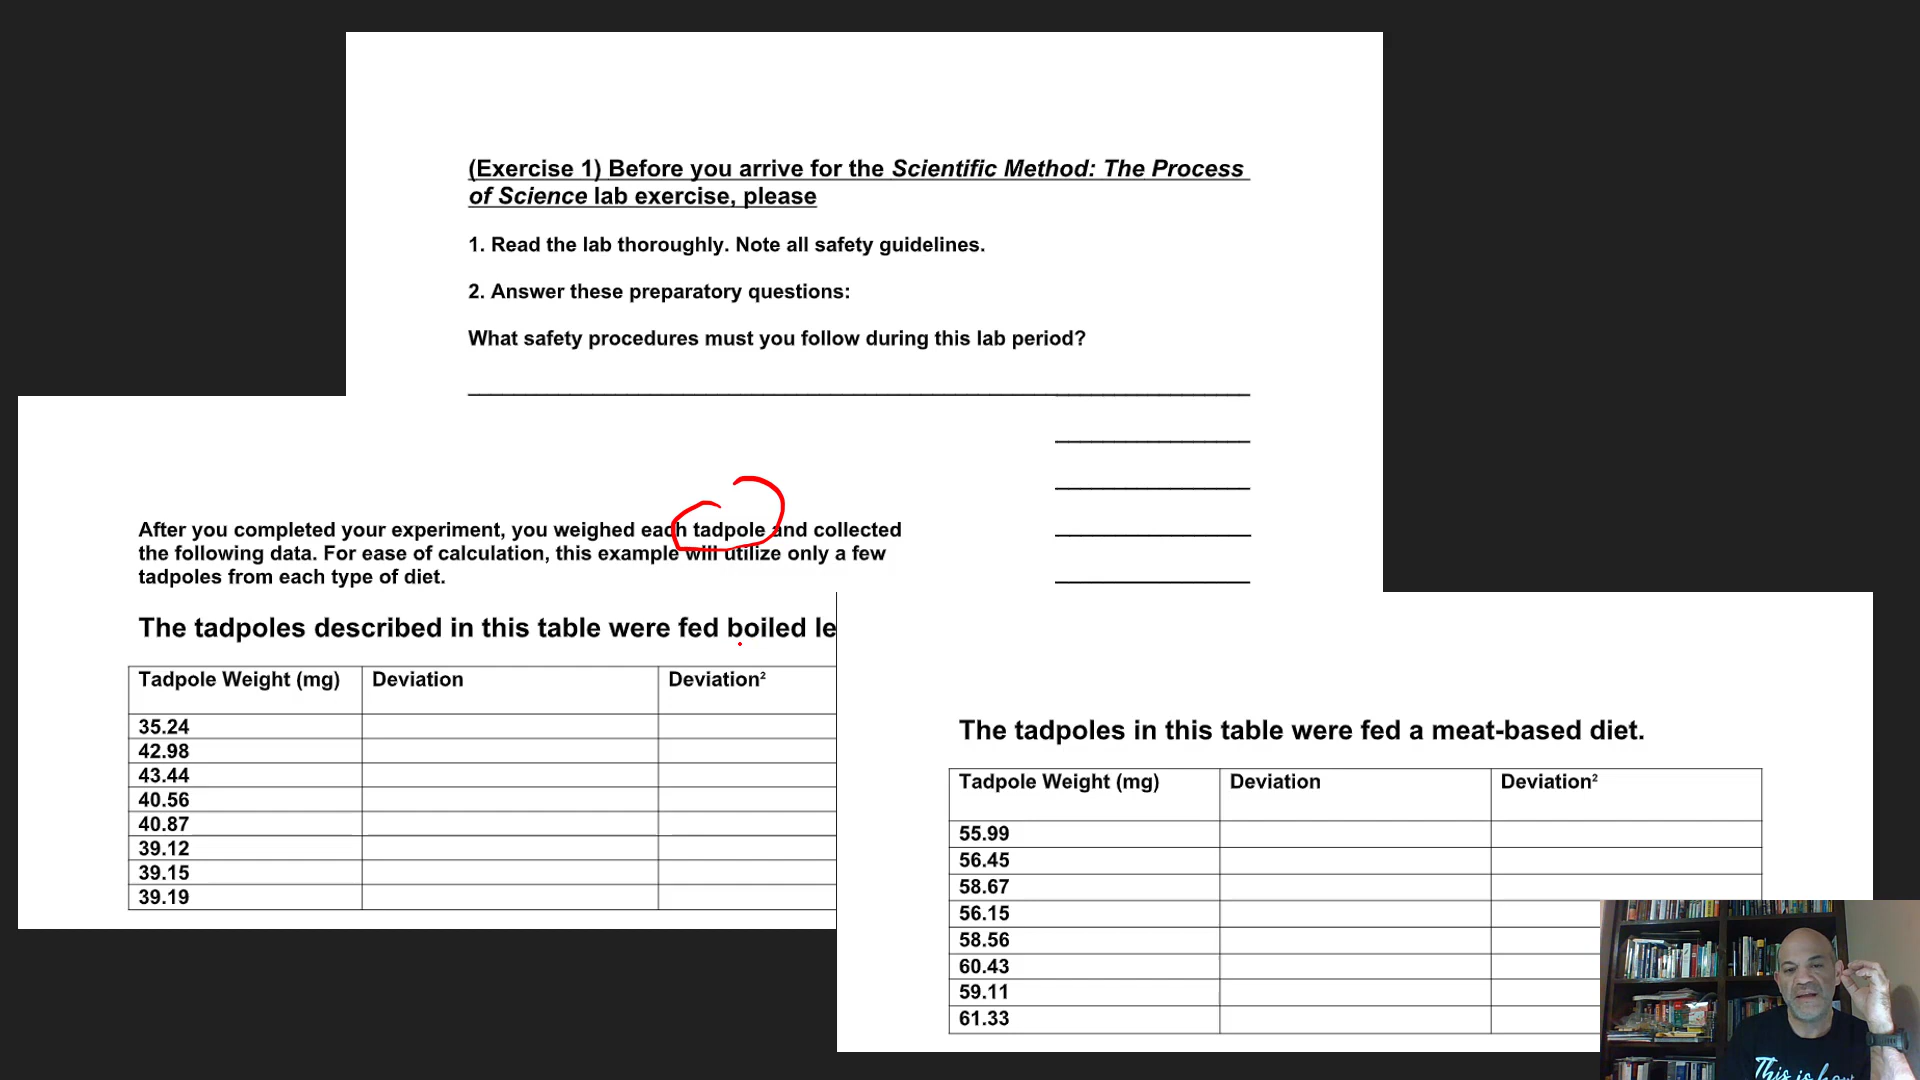 (Exercise 1) Before you arrive for the Scientific Method: The Process
of Science lab exercise, please
1. Read the lab thoroughly. Note all safety guidelines.
2. Answer these preparatory questions:
What safety procedures must you follow during this lab period?
After you completed your experiment, you weighed each tadpole and collected
the following data. For ease of calculation, this example will utilize only a few
tadpoles from each type of diet.
The tadpoles described in this table were fed boiled le
Tadpole Weight (mg) Deviation Deviation²
35.24
42.98
43.44
40.56
40.87
39.12
39.15
39.19
The tadpoles in this table were fed a meat-based diet.
Tadpole Weight (mg) Deviation Deviation²
55.99
56.45
58.67
56.15
58.56
60.43
59.11
61.33
This is how